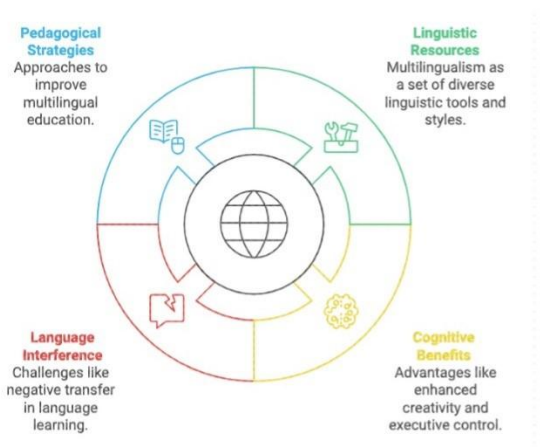 Pedagogical
Strategies
Approaches to
improve
multilingual
education.
Linguistic
Resources
Multilingualism as
a set of diverse
linguistic tools and
styles.
Language
Interference
Challenges like
negative transfer
in language
learning.
Cognitive
Benefits
Advantages like
enhanced
creativity and
executive control.